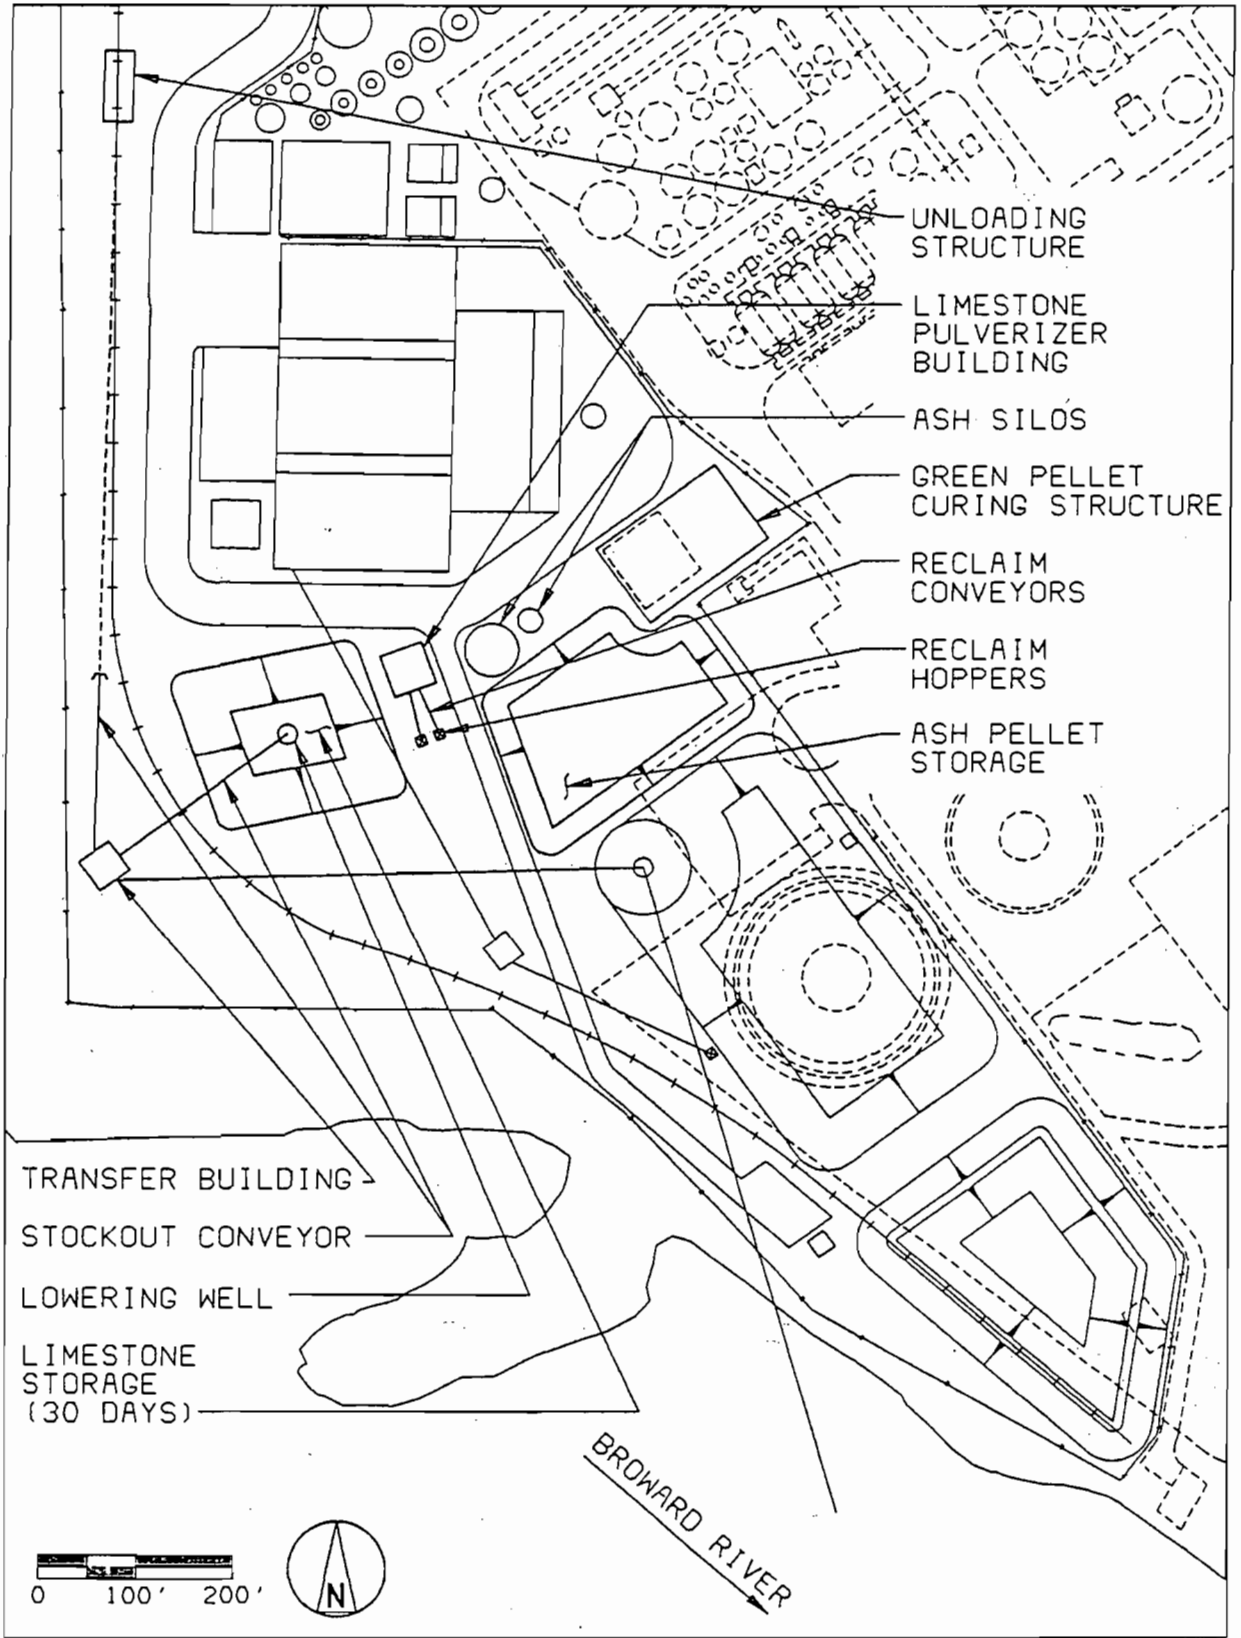 UNLOADING
STRUCTURE
LIMESTONE
PULVERIZER
BUILDING
ASH SILOS
GREEN PELLET
CURING STRUCTURE
RECLAIM
CONVEYORS
RECLAIM
HOPPERS
ASH PELLET
STORAGE
TRANSFER BUILDING
STOCKOUT CONVEYOR
LOWERING WELL
LIMESTONE
STORAGE
(30 DAYS)
BROWARD RIVER
0 100' 200'
N